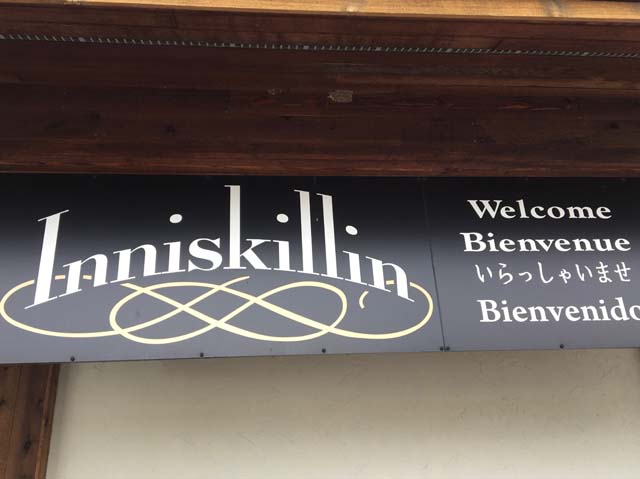 Inniskillin
Welcome
Bienvenue
いらっしゃいませ
Bienvenido